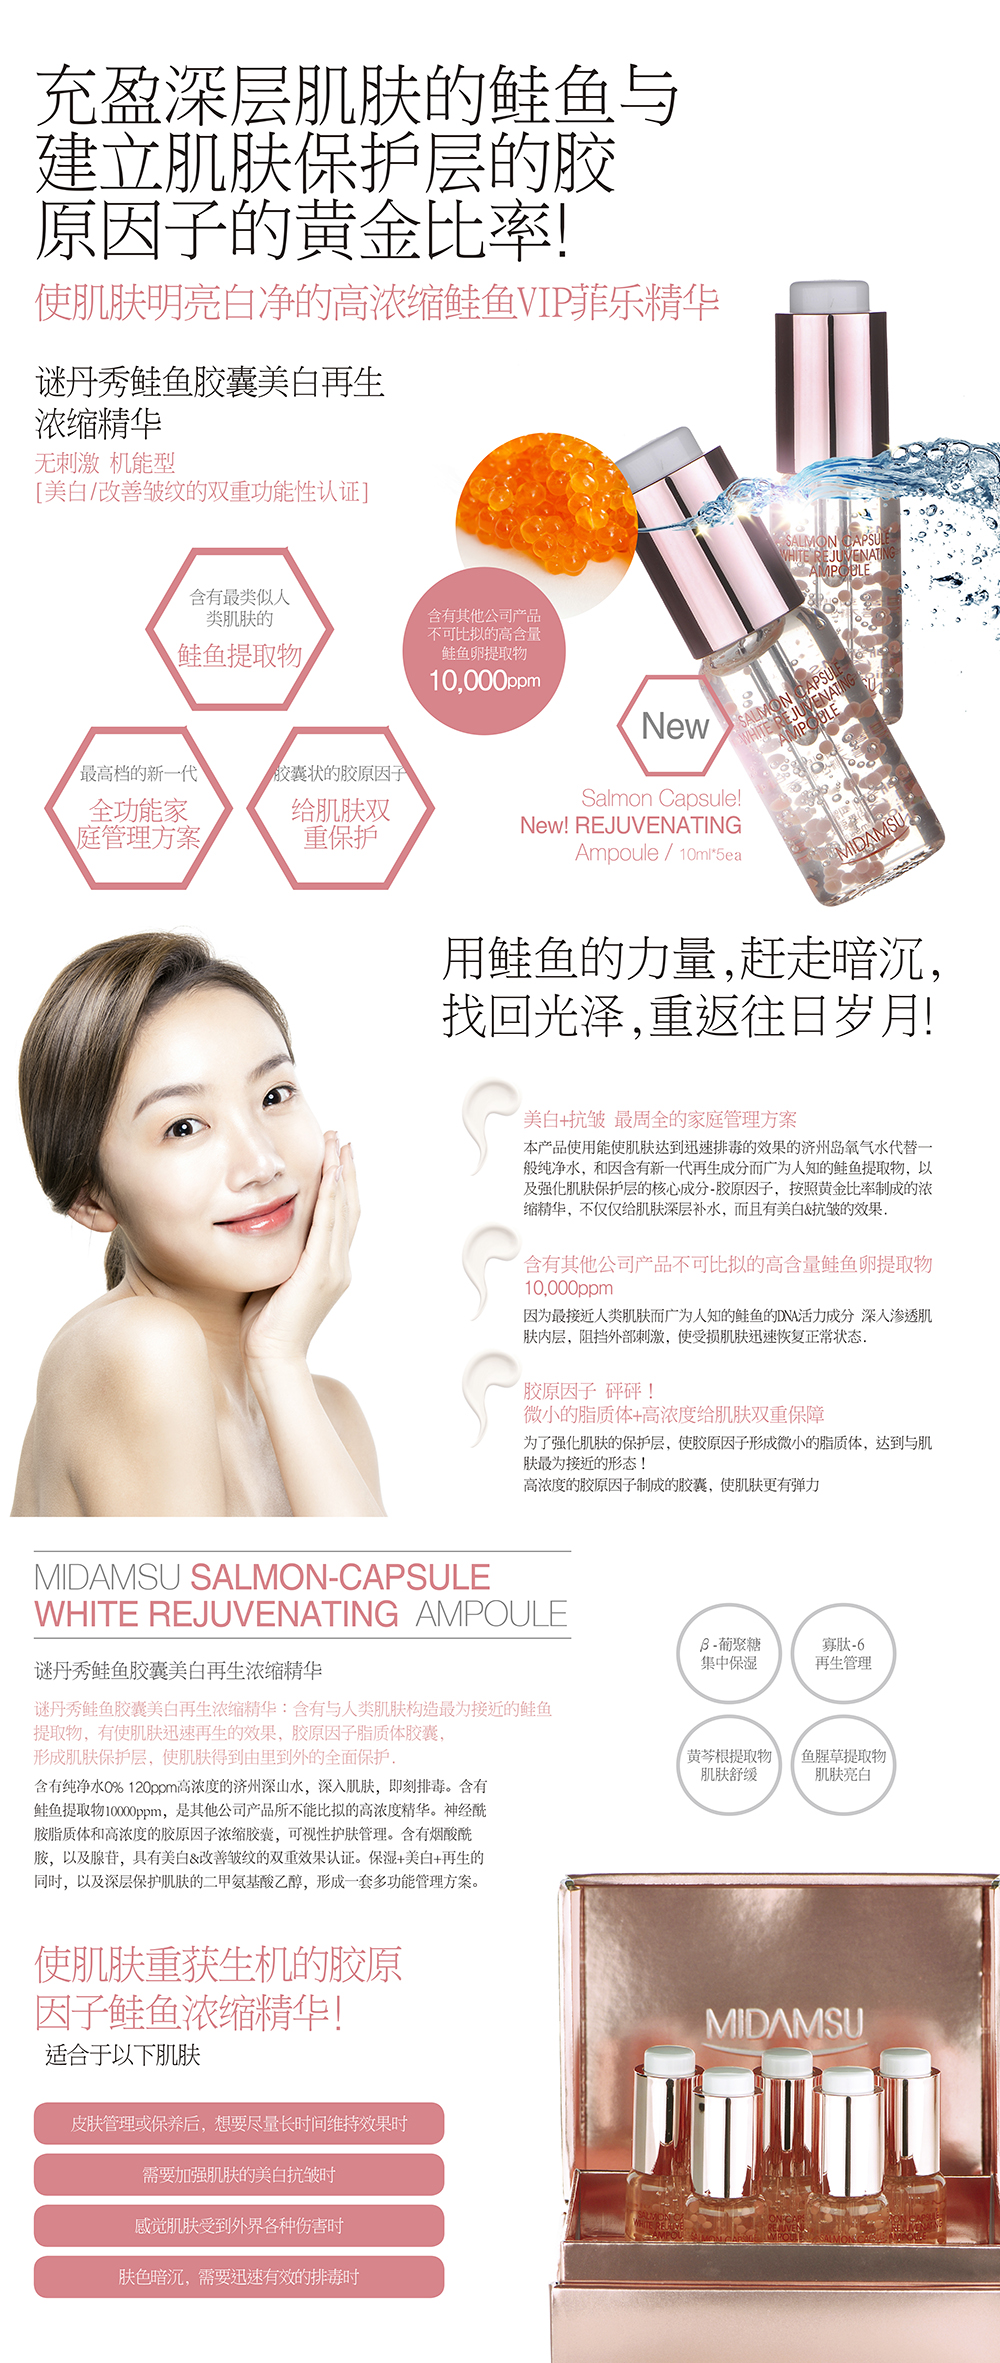 充盈深层肌肤的鲑鱼与
建立肌肤保护层的胶
原因子的黄金比率!
使肌肤明亮白净的高浓缩鲑鱼VIP菲乐精华
谜丹秀鲑鱼胶囊美白再生
浓缩精华
无刺激 机能型
[美白/改善皱纹的双重功能性认证]
含有最类似人
类肌肤的
鲑鱼提取物
含有其他公司产品
不可比拟的高含量
鲑鱼卵提取物
10,000ppm
最高档的新一代
全功能家
庭管理方案
胶囊状的胶原因子
给肌肤双
重保护
SALMON CAPSULE
WHITE REJUVENATING
AMPOULE
SALMON CAPSULE
WHITE REJUVENATING
AMPOULE
MIDAMSU
New
Salmon Capsule!
New! REJUVENATING
Ampoule / 10ml*5ea
用鲑鱼的力量,赶走暗沉,
找回光泽,重返往日岁月!
美白+抗皱 最周全的家庭管理方案
本产品使用能使肌肤达到迅速排毒的效果的济州岛氧气水代替一
般纯净水，和因含有新一代再生成分而广为人知的鲑鱼提取物，以
及强化肌肤保护层的核心成分-胶原因子，按照黄金比率制成的浓
缩精华，不仅仅给肌肤深层补水，而且有美白&抗皱的效果.
含有其他公司产品不可比拟的高含量鲑鱼卵提取物
10,000ppm
因为最接近人类肌肤而广为人知的鲑鱼的DNA活力成分 深入渗透肌
肤内层，阻挡外部刺激，使受损肌肤迅速恢复正常状态.
胶原因子 砰砰！
微小的脂质体+高浓度给肌肤双重保障
为了强化肌肤的保护层，使胶原因子形成微小的脂质体，达到与肌
肤最为接近的形态！
高浓度的胶原因子制成的胶囊，使肌肤更有弹力
MIDAMSU SALMON-CAPSULE
WHITE REJUVENATING AMPOULE
谜丹秀鲑鱼胶囊美白再生浓缩精华
谜丹秀鲑鱼胶囊美白再生浓缩精华：含有与人类肌肤构造最为接近的鲑鱼
提取物，有使肌肤迅速再生的效果，胶原因子脂质体胶囊，
形成肌肤保护层，使肌肤得到由里到外的全面保护.
含有纯净水0% 120ppm高浓度的济州深山水，深入肌肤，即刻排毒。含有
鲑鱼提取物10000ppm，是其他公司产品所不能比拟的高浓度精华。神经酰
胺脂质体和高浓度的胶原因子浓缩胶囊，可视性护肤管理。含有烟酸酰
胺，以及腺苷，具有美白&改善皱纹的双重效果认证。保湿+美白+再生的
同时，以及深层保护肌肤的二甲氨基酸乙醇，形成一套多功能管理方案。
β-葡聚糖
集中保湿
寡肽-6
再生管理
黄芩根提取物
肌肤舒缓
鱼腥草提取物
肌肤亮白
使肌肤重获生机的胶原
因子鲑鱼浓缩精华!
适合于以下肌肤
皮肤管理或保养后，想要尽量长时间维持效果时
需要加强肌肤的美白抗皱时
感觉肌肤受到外界各种伤害时
肤色暗沉，需要迅速有效的排毒时
MIDAMSU